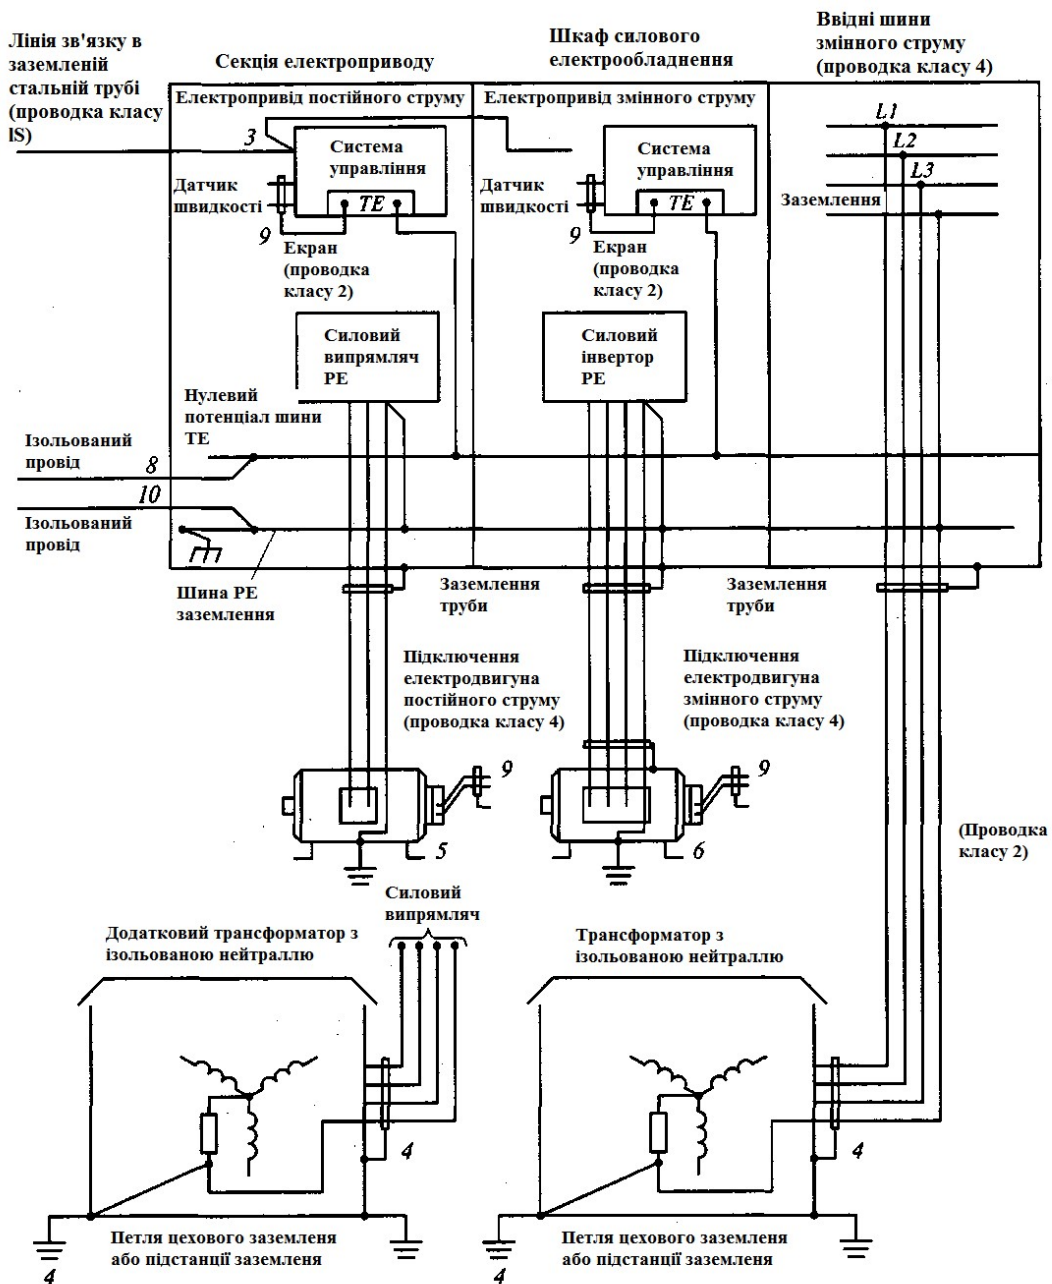 Лінія зв'язку в
заземленій
стальній трубі
(проводка класу
IS)
Секція електроприводу
Шкаф силового
електрообладнення
Ввідні шини
змінного струму
(проводка класу 4)
Електропривід постійного струму
Електропривід змінного струму
L1
L2
L3
Заземлення
3
Система
управління
Датчик
швидкості
TE
9
Екран
(проводка
класу 2)
Система
управління
Датчик
швидкості
TE
9
Екран
(проводка
класу 2)
Силовий
випрямляч
PE
Силовий
інвертор
PE
Нулевий
потенціал шини
TE
Ізольований
провід
8
10
Ізольований
провід
Шина PE
заземлення
Заземлення
труби
Заземлення
труби
Підключення
електродвигуна
постійного струму
(проводка класу 4)
Підключення
електродвигуна
змінного струму
(проводка класу 4)
9
9
5
6
(Проводка
класу 2)
Силовий
випрямляч
Додатковий трансформатор з
ізольованою нейтраллю
Трансформатор з
ізольованою нейтраллю
4
4
Петля цехового заземленя
або підстанції заземленя
4
Петля цехового заземленя
або підстанції заземленя
4